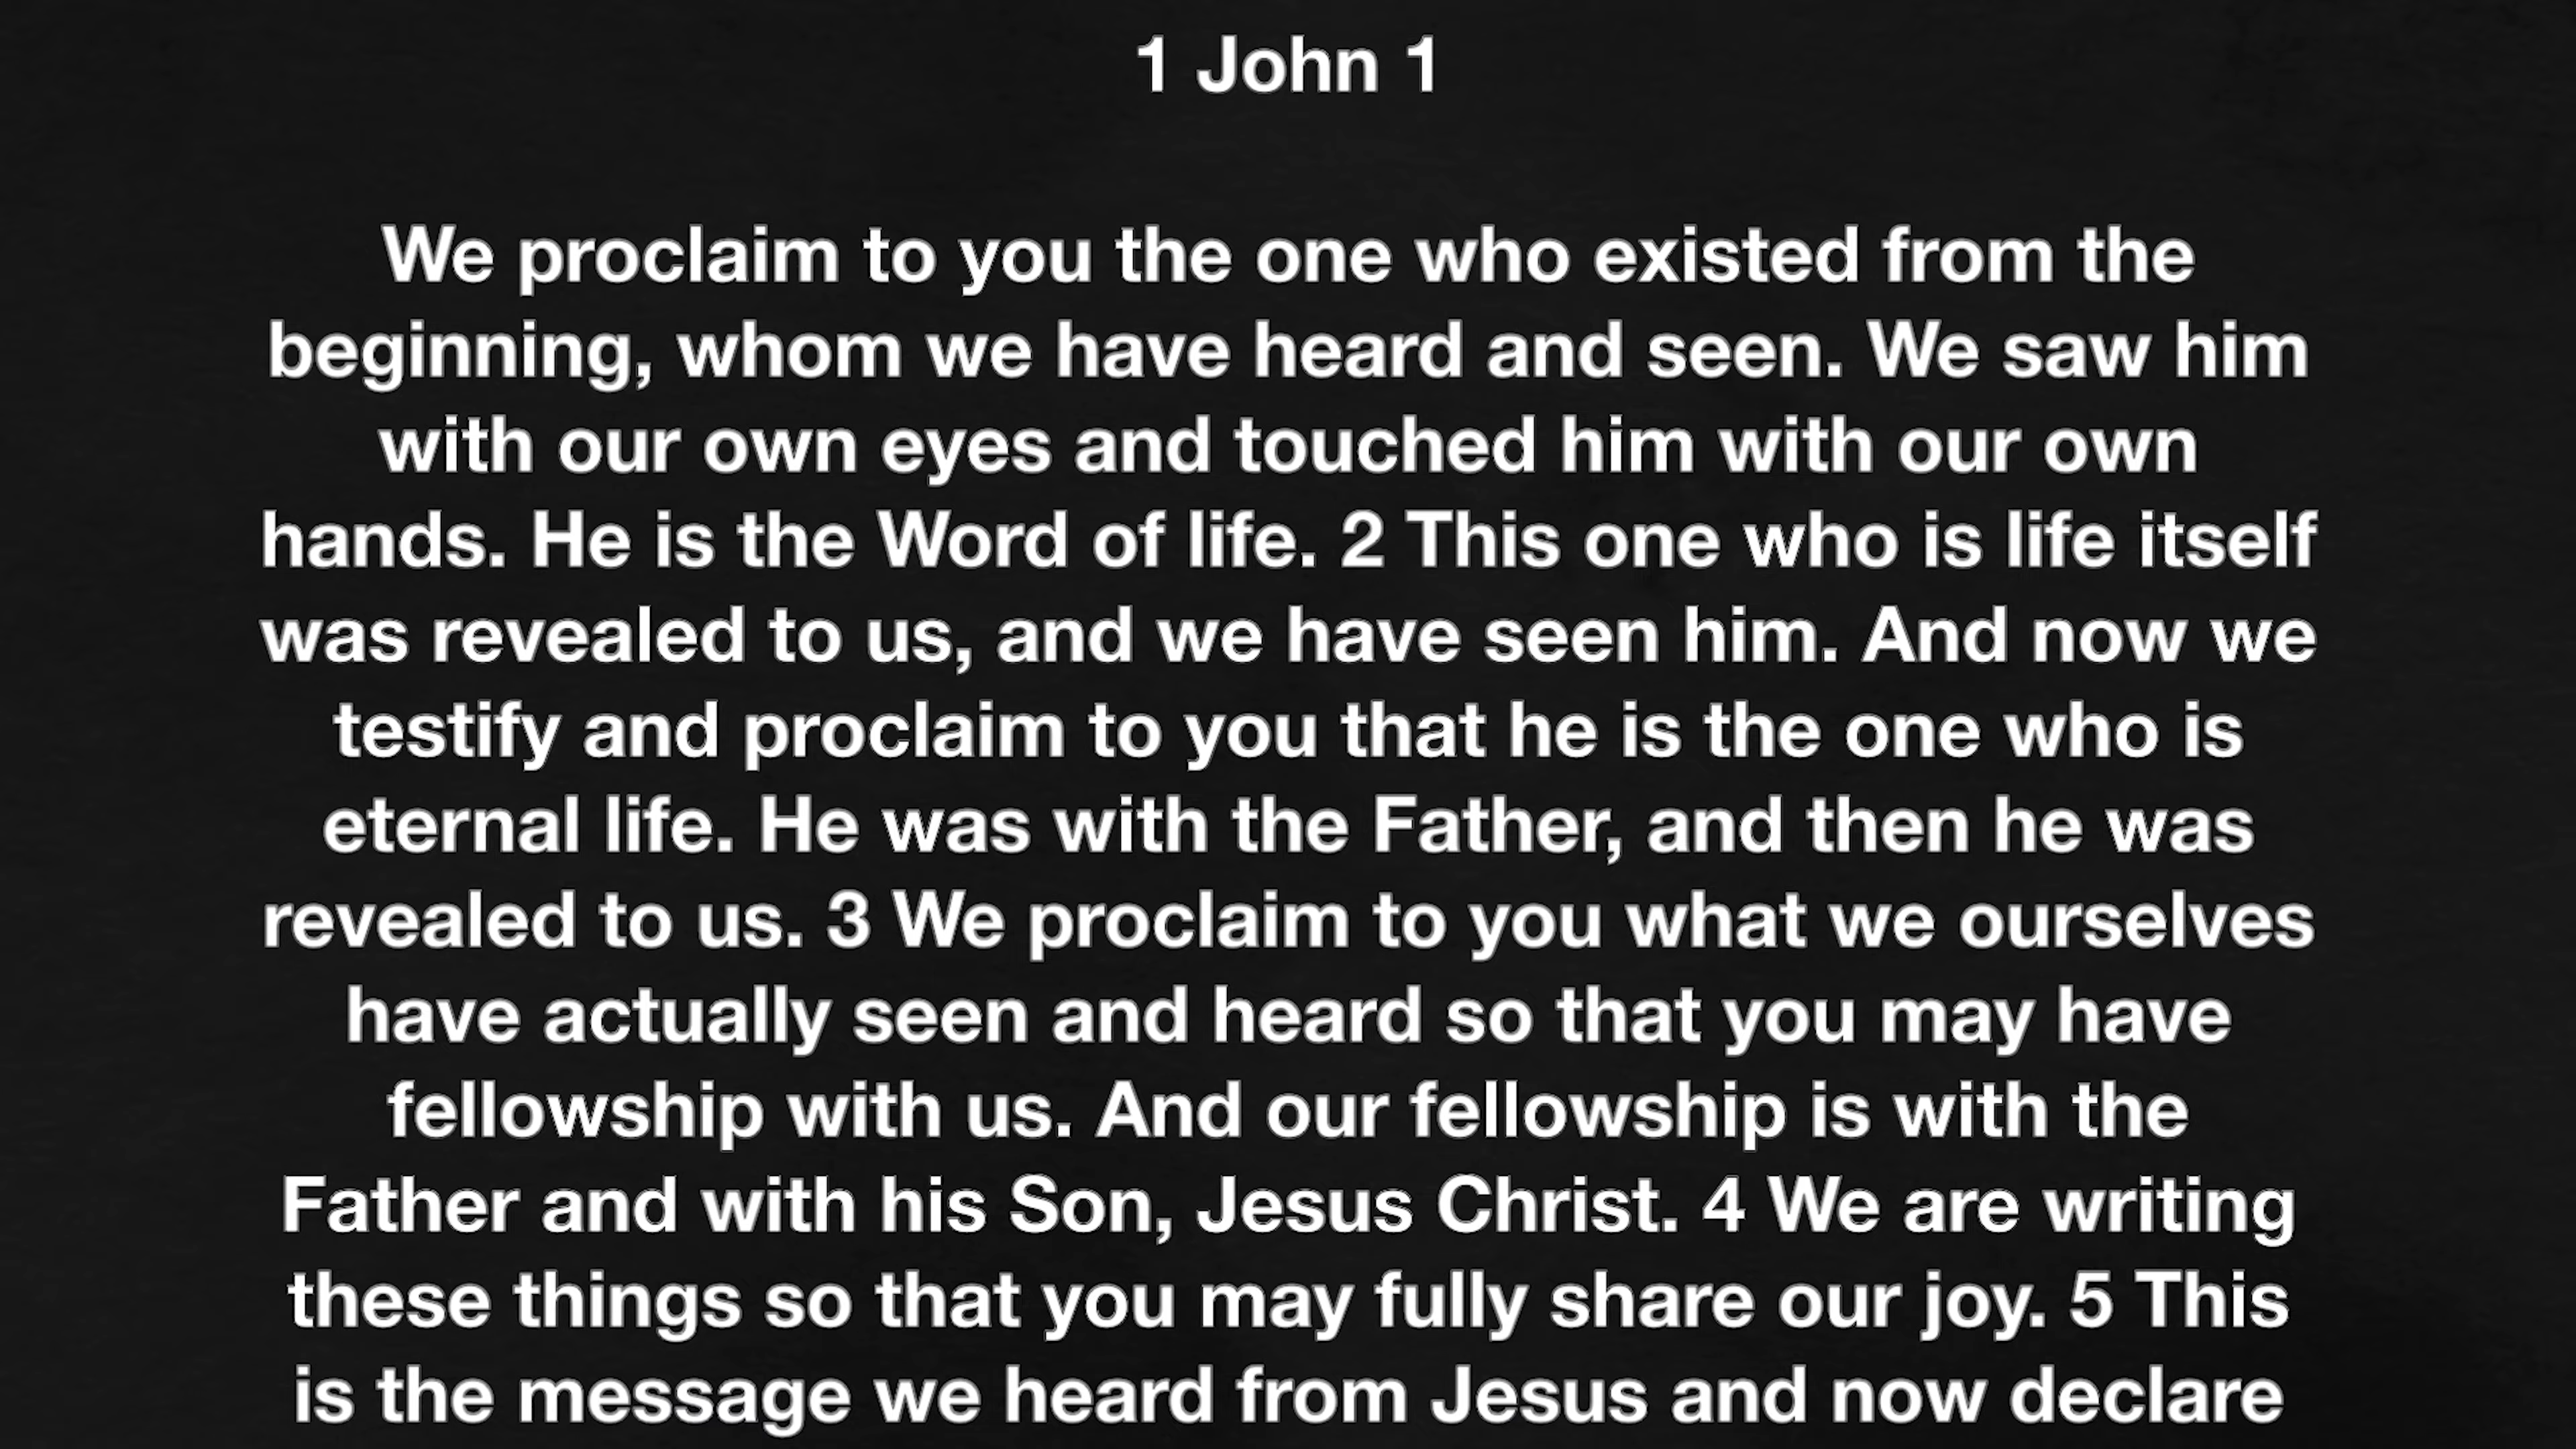 1 John 1
We proclaim to you the one who existed from the
beginning, whom we have heard and seen. We saw him
with our own eyes and touched him with our own
hands. He is the Word of life. 2 This one who is life itself
was revealed to us, and we have seen him. And now we
testify and proclaim to you that he is the one who is
eternal life. He was with the Father, and then he was
revealed to us. 3 We proclaim to you what we ourselves
have actually seen and heard so that you may have
fellowship with us. And our fellowship is with the
Father and with his Son, Jesus Christ. 4 We are writing
these things so that you may fully share our joy. 5 This
is the message we heard from Jesus and now declare